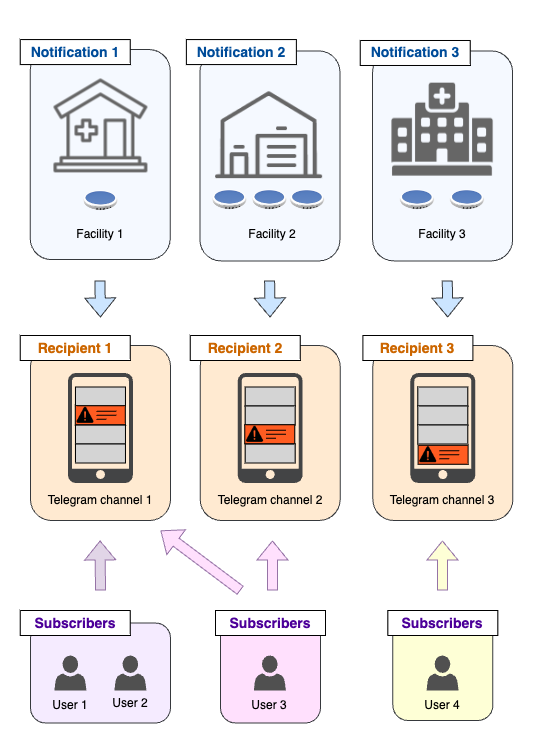 Notification 1
Notification 2
Notification 3
Facility 1
Facility 2
Facility 3
Recipient 1
Recipient 2
Recipient 3
Telegram channel 1
Telegram channel 2
Telegram channel 3
Subscribers
Subscribers
Subscribers
User 1
User 2
User 3
User 4